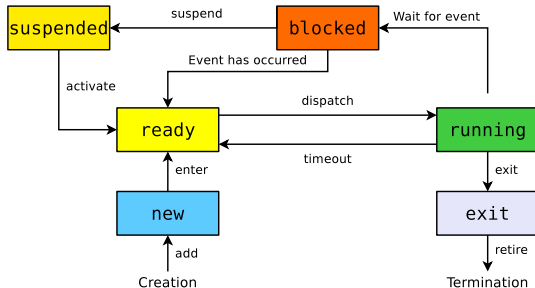 suspend
Wait for event
suspended
blocked
Event has occurred
activate
dispatch
ready
running
timeout
enter
exit
new
exit
add
retire
Creation
Termination